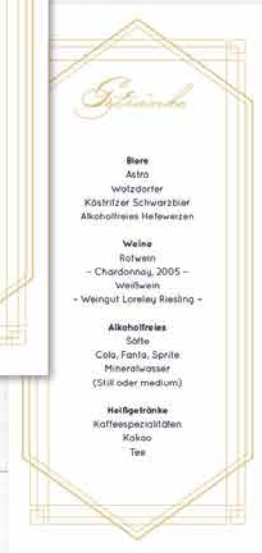 Getränke
Biere
Astra
Watzdorfer
Köstritzer Schwarzbier
Alkoholfreies Hefeweizen
Weine
Rotwein
– Chardonnay, 2005 –
Weißwein
– Weingut Loreley Riesling –
Alkoholfreies
Säfte
Cola, Fanta, Sprite
Mineralwasser
(Still oder medium)
Heißgetränke
Kaffeespezialitäten
Kakao
Tee